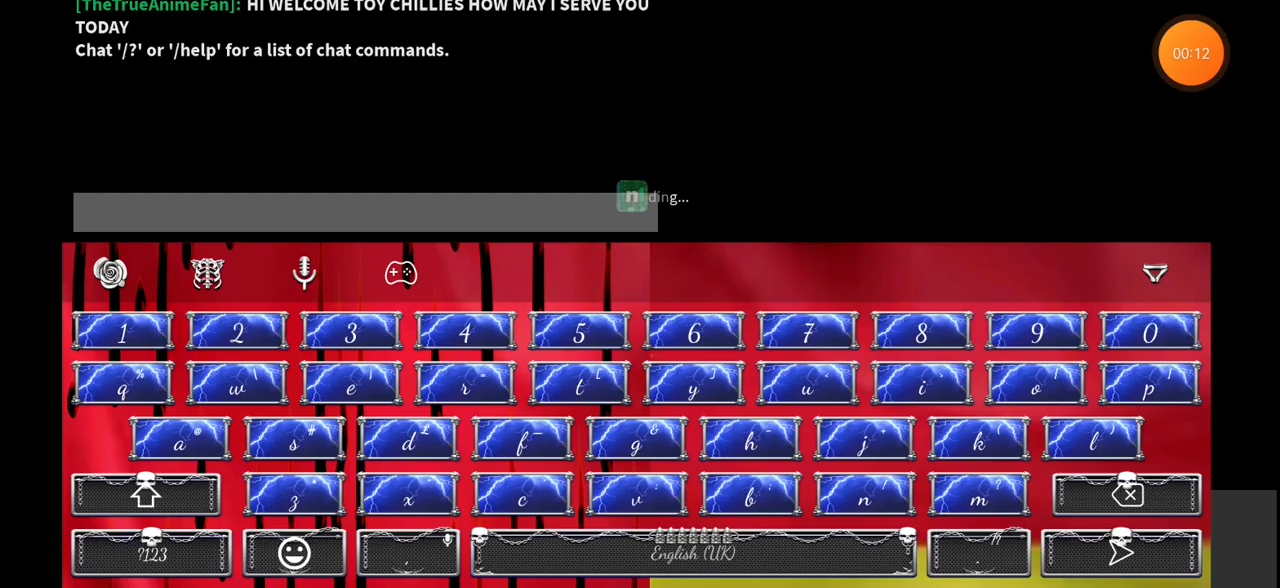 [TheTrueAnimeFan]: HI WELCOME TOY CHILLIES HOW MAY I SERVE YOU
TODAY
Chat '/?' or '/help' for a list of chat commands.
00:12
n ding...
1 2 3 4 5 6 7 8 9 0
q % w \ e | r = t [ y ] u < i > o { p }
a @ s # d £ f _ g & h - j + k ( l )
z * x " c ' v : b ; n ! m ?
?123 , English (UK) .